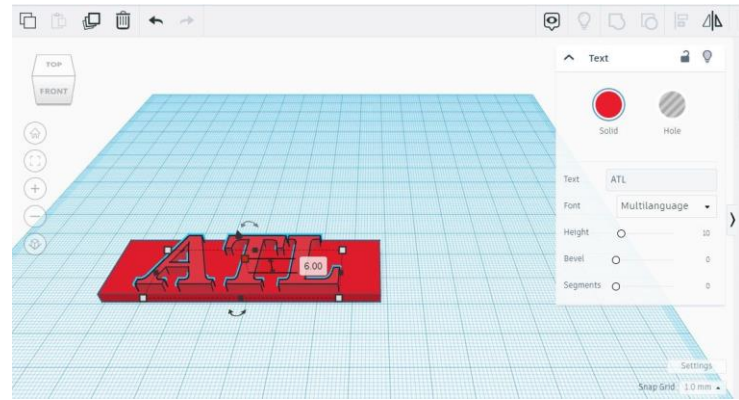 TOP
FRONT
Text
Solid Hole
Text ATL
Font Multilanguage
Height 10
Bevel 0
Segments 0
ATL
6.00
Settings
Snap Grid 1.0 mm